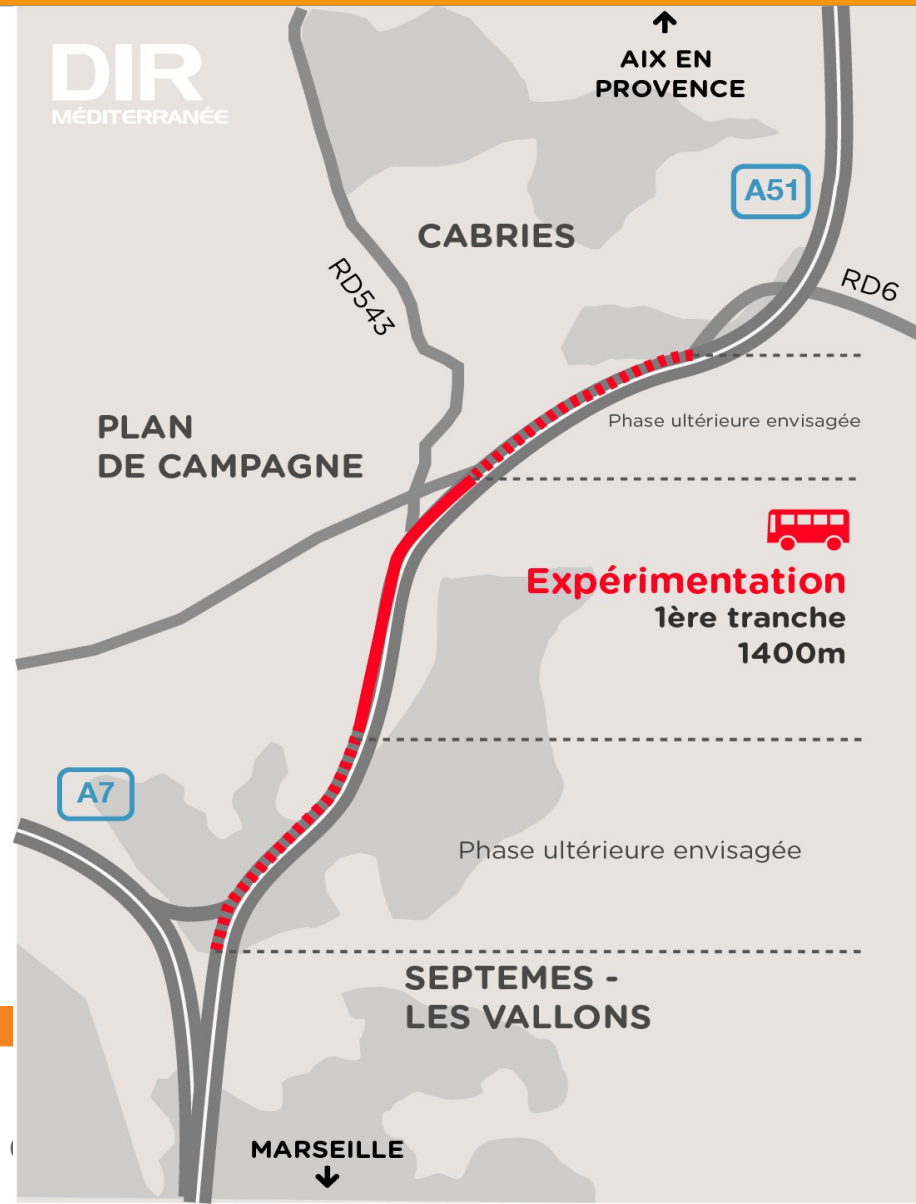 DIR
MÉDITERRANÉE
AIX EN
PROVENCE
A51
CABRIES
RD543
RD6
PLAN
DE CAMPAGNE
Phase ultérieure envisagée
Expérimentation
1ère tranche
1400m
A7
Phase ultérieure envisagée
SEPTEMES -
LES VALLONS
MARSEILLE